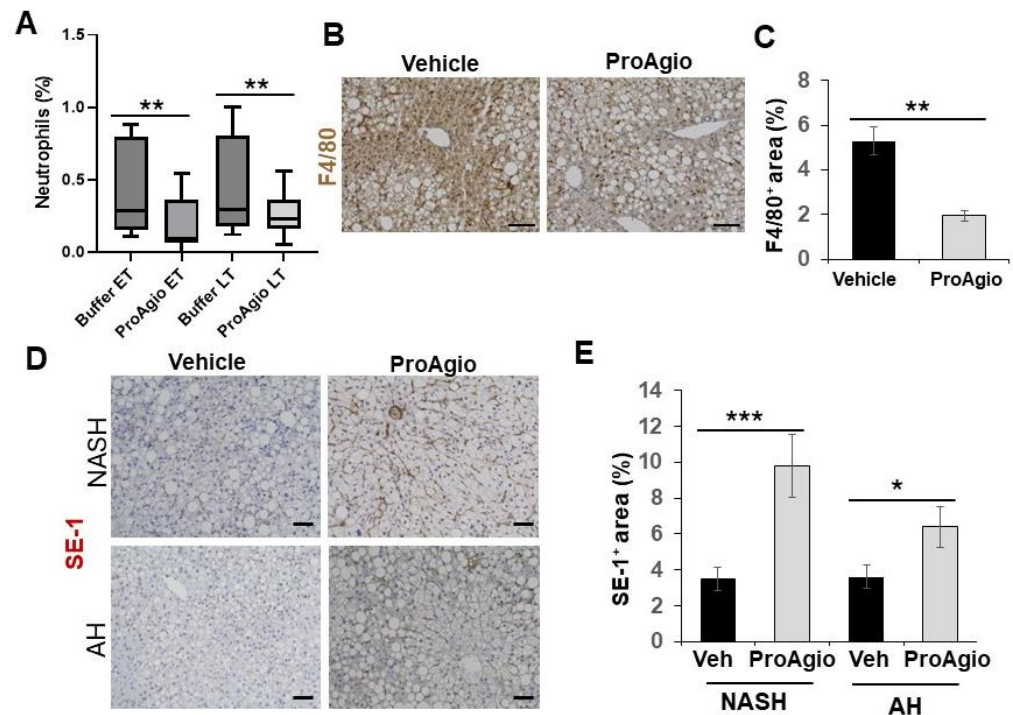 A
1.5
1.0
0.5
0.0
Neutrophils (%)
**
**
Buffer ET
ProAgio ET
Buffer LT
ProAgio LT
B
Vehicle
ProAgio
F4/80
C
8
6
4
2
0
F4/80⁺ area (%)
**
Vehicle
ProAgio
D
Vehicle
ProAgio
NASH
SE-1
AH
E
14
12
10
8
6
4
2
0
SE-1⁺ area (%)
***
*
Veh ProAgio Veh ProAgio
NASH AH